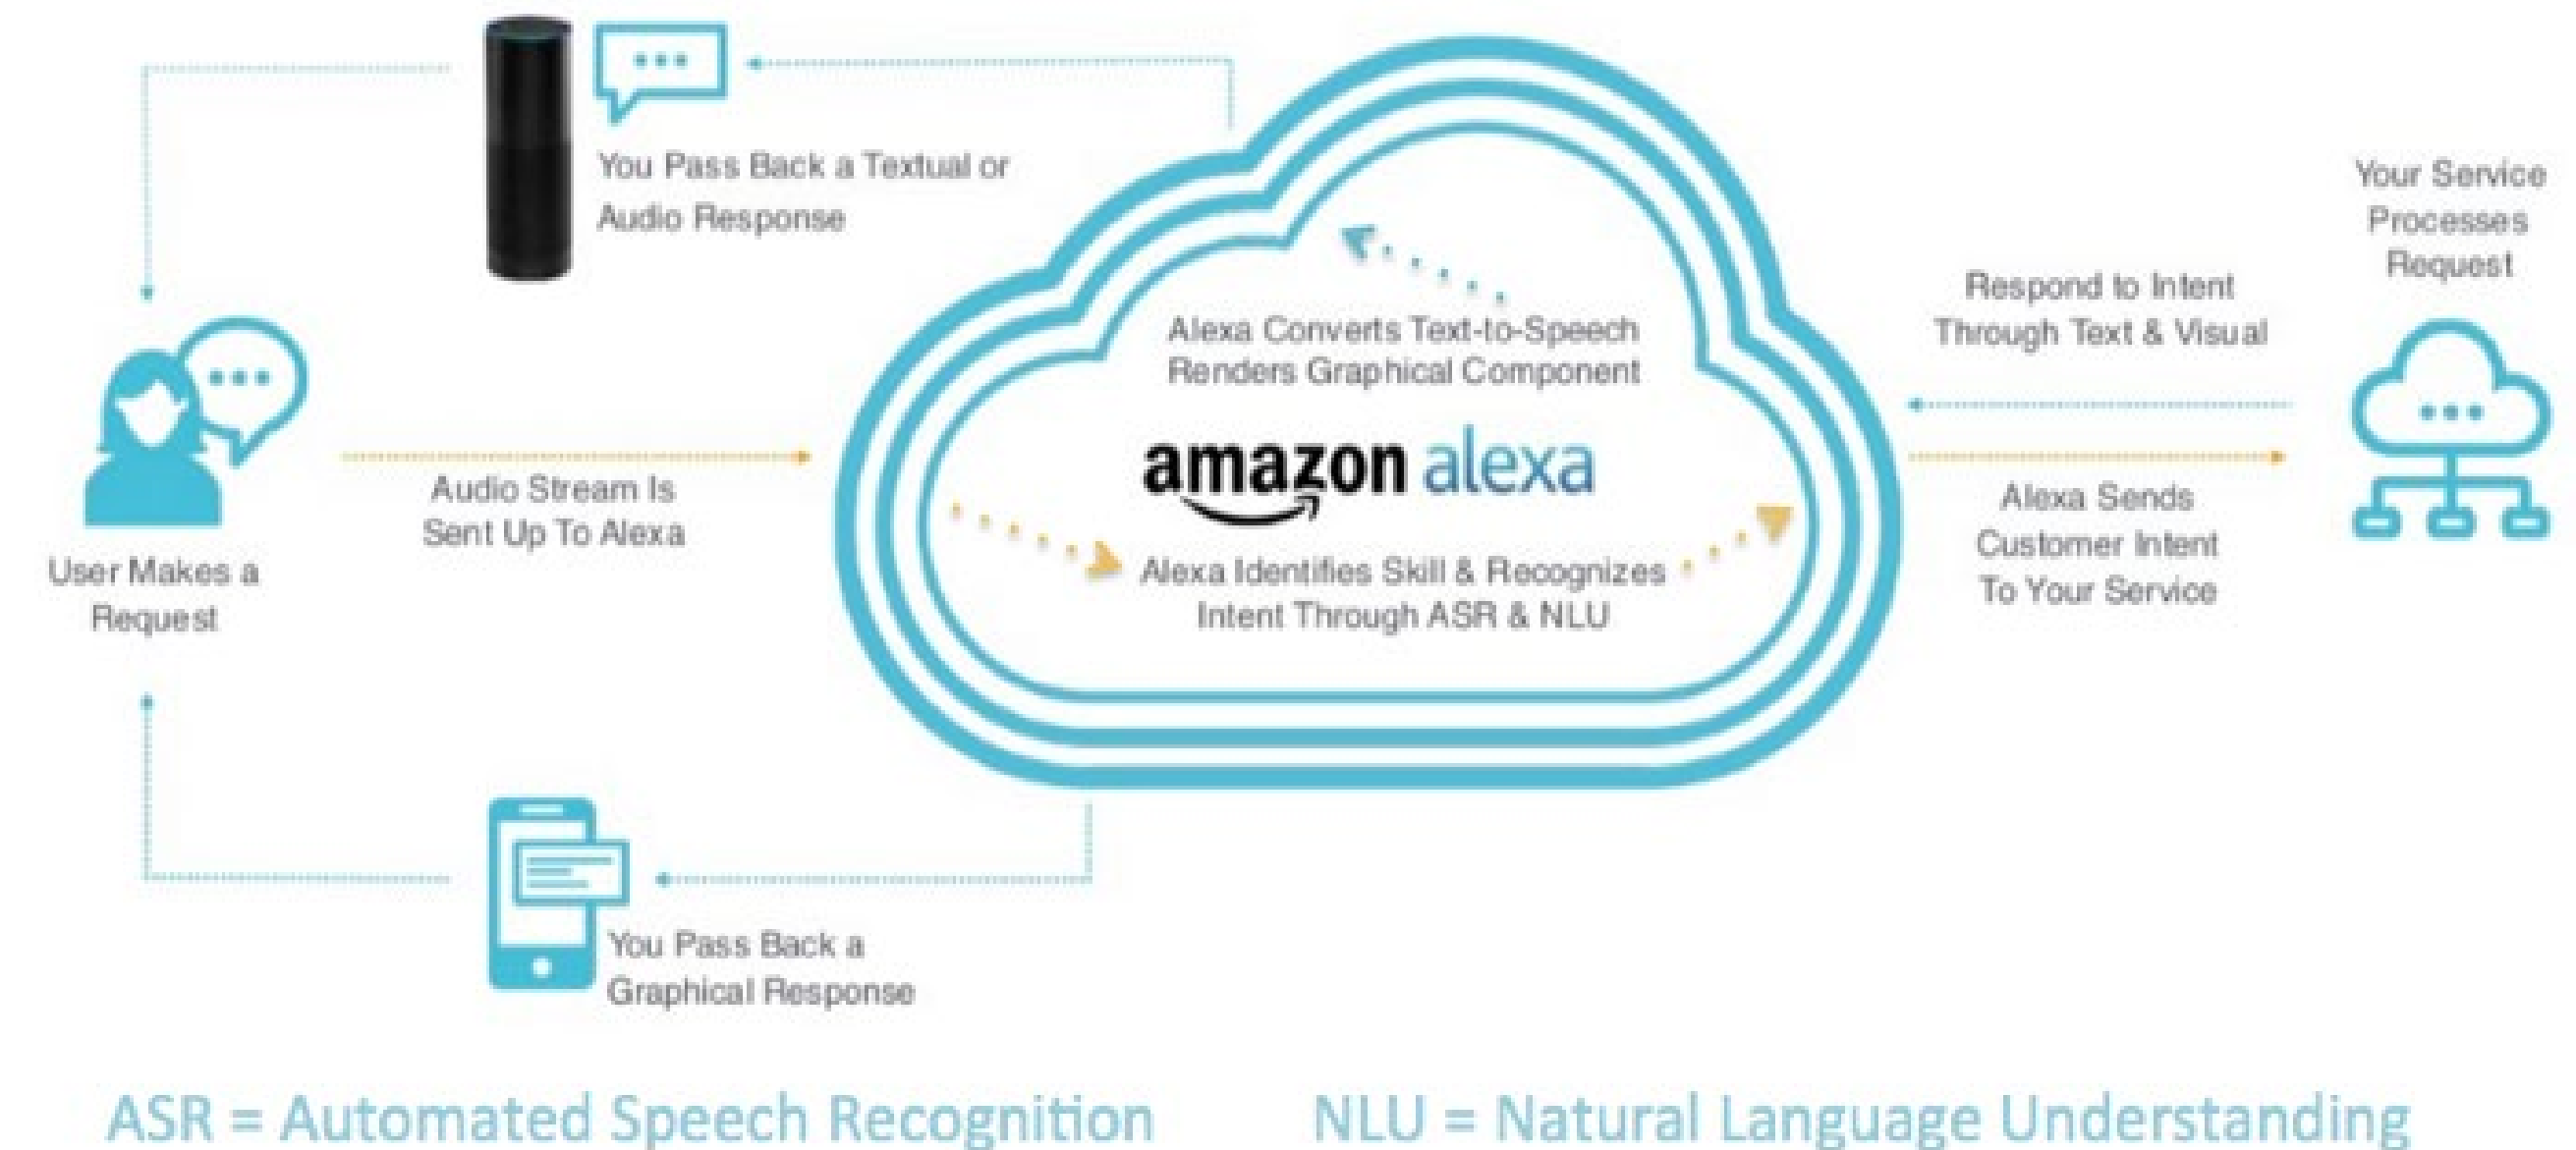 You Pass Back a Textual or
Audio Response
Your Service
Processes
Request
Respond to Intent
Through Text & Visual
Alexa Converts Text-to-Speech
Renders Graphical Component
amazon alexa
Audio Stream Is
Sent Up To Alexa
Alexa Sends
Customer Intent
To Your Service
User Makes a
Request
Alexa Identifies Skill & Recognizes
Intent Through ASR & NLU
You Pass Back a
Graphical Response
ASR = Automated Speech Recognition
NLU = Natural Language Understanding